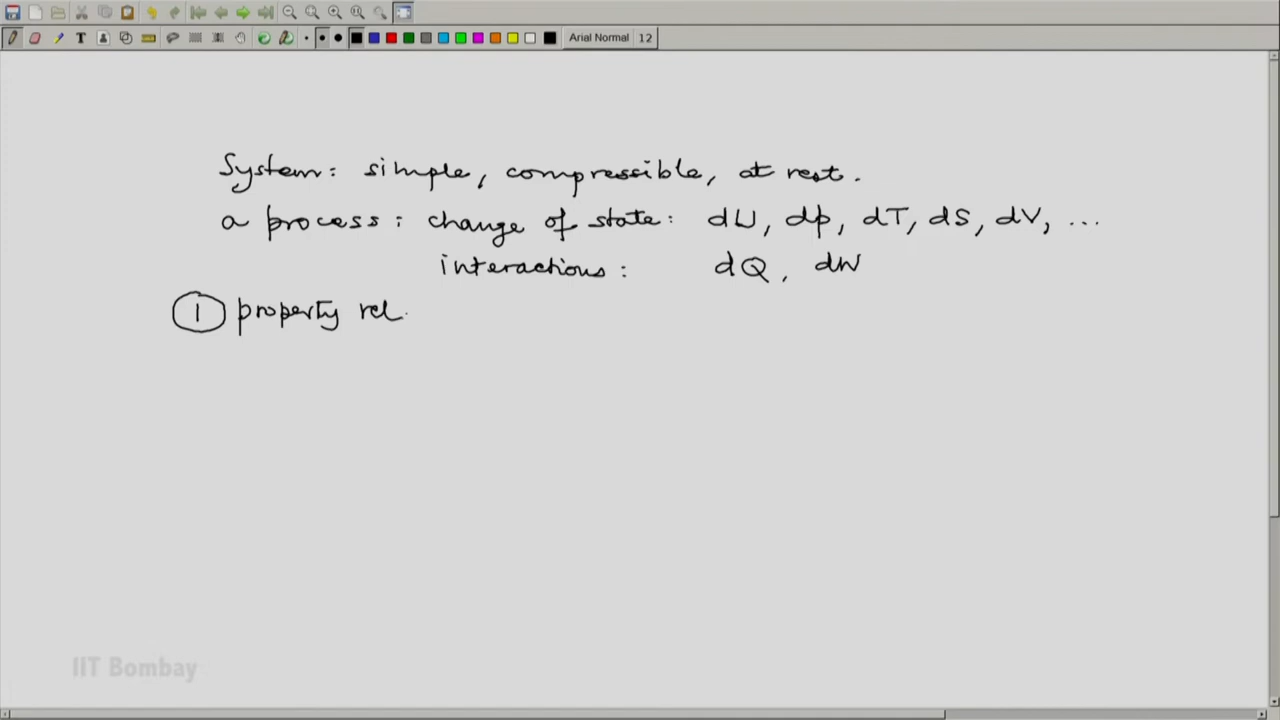 Arial Normal 12
System: simple, compressible, at rest.
a process: change of state: dU, dp, dT, dS, dV, ...
interactions: dQ, dW
1 property rel.
IIT Bombay